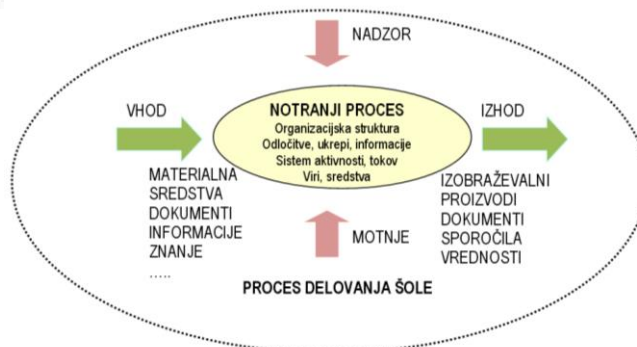 NADZOR
VHOD
NOTRANJI PROCES
Organizacijska struktura
Odločitve, ukrepi, informacije
Sistem aktivnosti, tokov
Viri, sredstva
IZHOD
MATERIALNA
SREDSTVA
DOKUMENTI
INFORMACIJE
ZNANJE
.....
MOTNJE
IZOBRAŽEVALNI
PROIZVODI
DOKUMENTI
SPOROČILA
VREDNOSTI
PROCES DELOVANJA ŠOLE